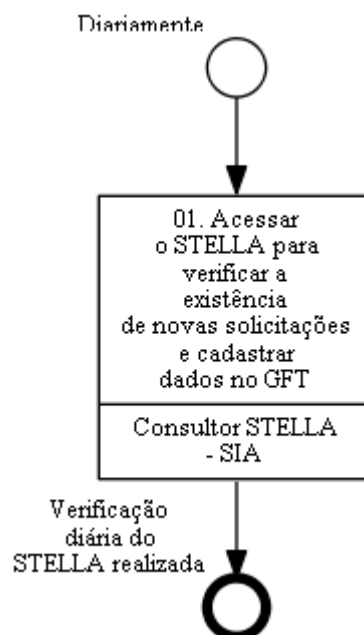 Diariamente
01. Acessar
o STELLA para
verificar a
existência
de novas solicitações
e cadastrar
dados no GFT
Consultor STELLA
- SIA
Verificação
diária do
STELLA realizada